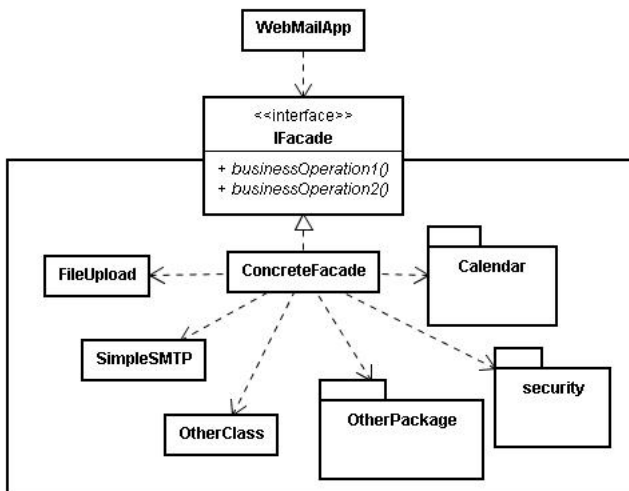 WebMailApp
<<interface>>
IFacade
+ businessOperation1()
+ businessOperation2()
FileUpload
ConcreteFacade
Calendar
SimpleSMTP
OtherClass
OtherPackage
security